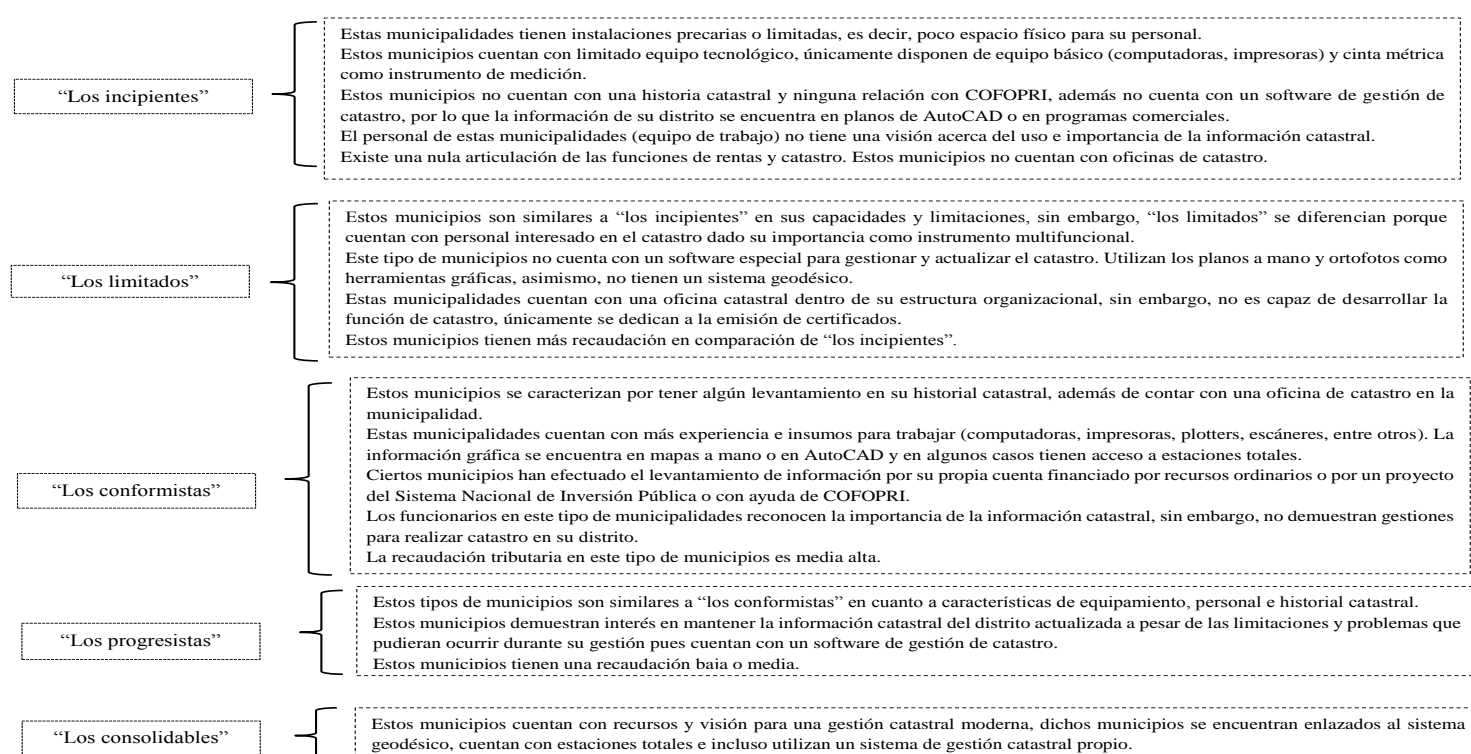 “Los incipientes”
Estas municipalidades tienen instalaciones precarias o limitadas, es decir, poco espacio físico para su personal.
Estos municipios cuentan con limitado equipo tecnológico, únicamente disponen de equipo básico (computadoras, impresoras) y cinta métrica
como instrumento de medición.
Estos municipios no cuentan con una historia catastral y ninguna relación con COFOPRI, además no cuenta con un software de gestión de
catastro, por lo que la información de su distrito se encuentra en planos de AutoCAD o en programas comerciales.
El personal de estas municipalidades (equipo de trabajo) no tiene una visión acerca del uso e importancia de la información catastral.
Existe una nula articulación de las funciones de rentas y catastro. Estos municipios no cuentan con oficinas de catastro.
“Los limitados”
Estos municipios son similares a “los incipientes” en sus capacidades y limitaciones, sin embargo, “los limitados” se diferencian porque
cuentan con personal interesado en el catastro dado su importancia como instrumento multifuncional.
Este tipo de municipios no cuenta con un software especial para gestionar y actualizar el catastro. Utilizan los planos a mano y ortofotos como
herramientas gráficas, asimismo, no tienen un sistema geodésico.
Estas municipalidades cuentan con una oficina catastral dentro de su estructura organizacional, sin embargo, no es capaz de desarrollar la
función de catastro, únicamente se dedican a la emisión de certificados.
Estos municipios tienen más recaudación en comparación de “los incipientes”.
“Los conformistas”
Estos municipios se caracterizan por tener algún levantamiento en su historial catastral, además de contar con una oficina de catastro en la
municipalidad.
Estas municipalidades cuentan con más experiencia e insumos para trabajar (computadoras, impresoras, plotters, escáneres, entre otros). La
información gráfica se encuentra en mapas a mano o en AutoCAD y en algunos casos tienen acceso a estaciones totales.
Ciertos municipios han efectuado el levantamiento de información por su propia cuenta financiado por recursos ordinarios o por un proyecto
del Sistema Nacional de Inversión Pública o con ayuda de COFOPRI.
Los funcionarios en este tipo de municipalidades reconocen la importancia de la información catastral, sin embargo, no demuestran gestiones
para realizar catastro en su distrito.
La recaudación tributaria en este tipo de municipios es media alta.
“Los progresistas”
Estos tipos de municipios son similares a “los conformistas” en cuanto a características de equipamiento, personal e historial catastral.
Estos municipios demuestran interés en mantener la información catastral del distrito actualizada a pesar de las limitaciones y problemas que
pudieran ocurrir durante su gestión pues cuentan con un software de gestión de catastro.
Estos municipios tienen una recaudación baja o media.
“Los consolidables”
Estos municipios cuentan con recursos y visión para una gestión catastral moderna, dichos municipios se encuentran enlazados al sistema
geodésico, cuentan con estaciones totales e incluso utilizan un sistema de gestión catastral propio.